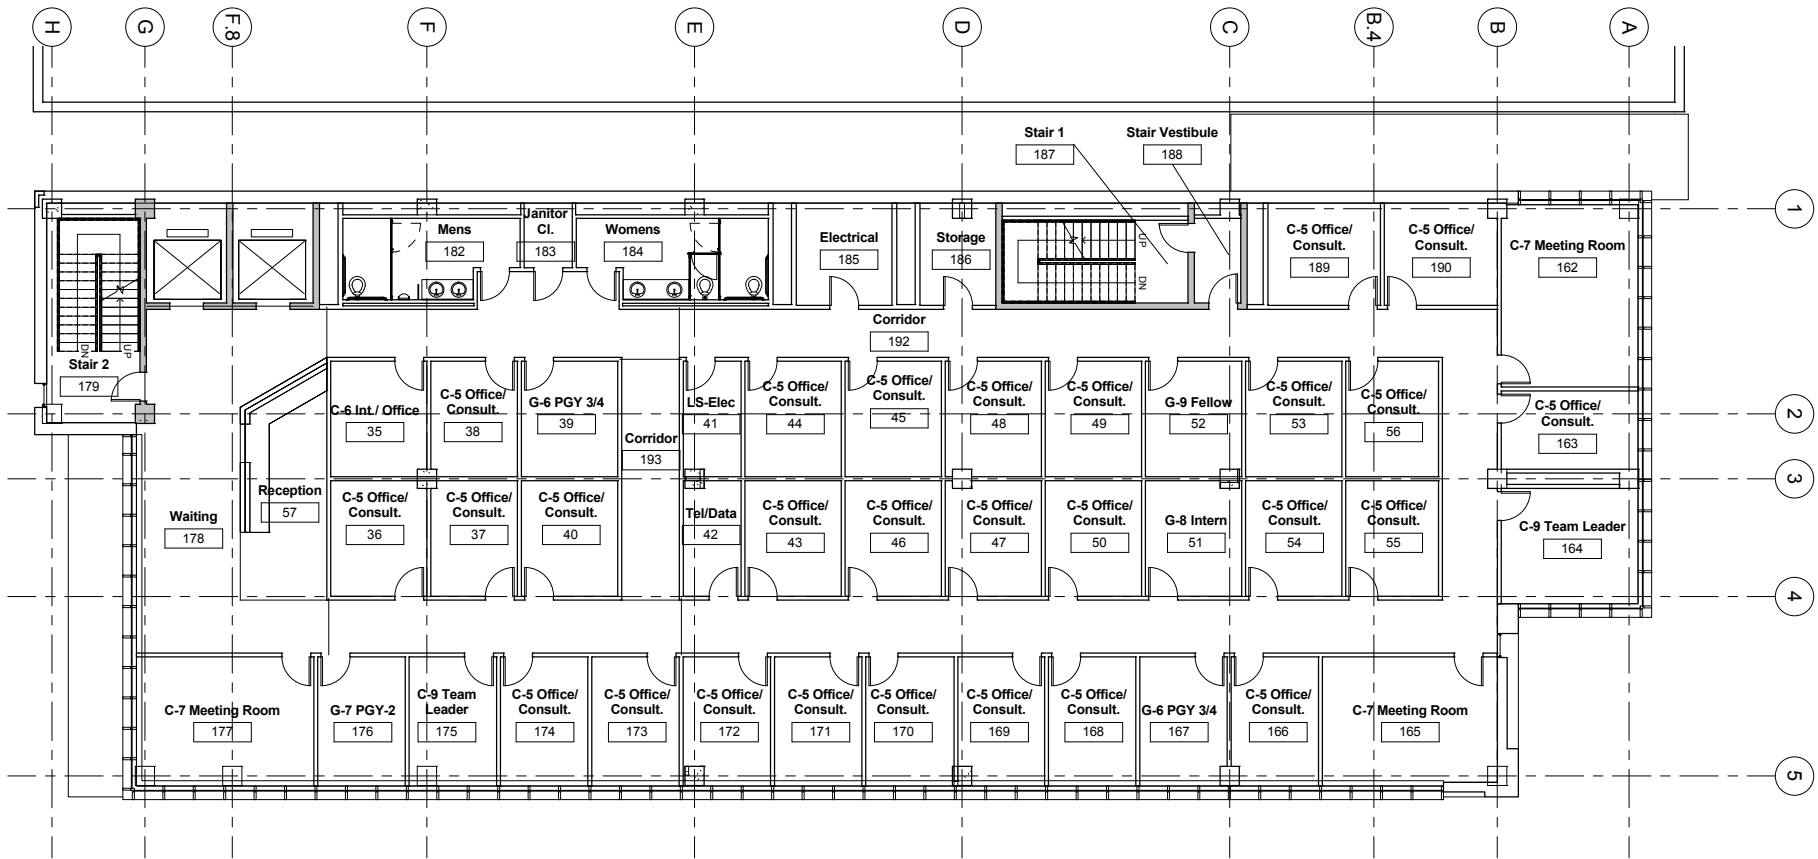 H
G
F.8
F
E
D
C
B.4
B
A
Stair 1
187
Stair Vestibule
188
1
Mens
182
Janitor
Cl.
183
Womens
184
Electrical
185
Storage
186
UP
DN
C-5 Office/
Consult.
189
C-5 Office/
Consult.
190
C-7 Meeting Room
162
Corridor
192
DN
UP
Stair 2
179
C-6 Int./ Office
35
C-5 Office/
Consult.
38
G-6 PGY 3/4
39
Corridor
193
LS-Elec
41
C-5 Office/
Consult.
44
C-5 Office/
Consult.
45
C-5 Office/
Consult.
48
C-5 Office/
Consult.
49
G-9 Fellow
52
C-5 Office/
Consult.
53
C-5 Office/
Consult.
56
C-5 Office/
Consult.
163
2
3
Waiting
178
Reception
57
C-5 Office/
Consult.
36
C-5 Office/
Consult.
37
C-5 Office/
Consult.
40
Tel/Data
42
C-5 Office/
Consult.
43
C-5 Office/
Consult.
46
C-5 Office/
Consult.
47
C-5 Office/
Consult.
50
G-8 Intern
51
C-5 Office/
Consult.
54
C-5 Office/
Consult.
55
C-9 Team Leader
164
4
C-7 Meeting Room
177
G-7 PGY-2
176
C-9 Team
Leader
175
C-5 Office/
Consult.
174
C-5 Office/
Consult.
173
C-5 Office/
Consult.
172
C-5 Office/
Consult.
171
C-5 Office/
Consult.
170
C-5 Office/
Consult.
169
C-5 Office/
Consult.
168
G-6 PGY 3/4
167
C-5 Office/
Consult.
166
C-7 Meeting Room
165
5